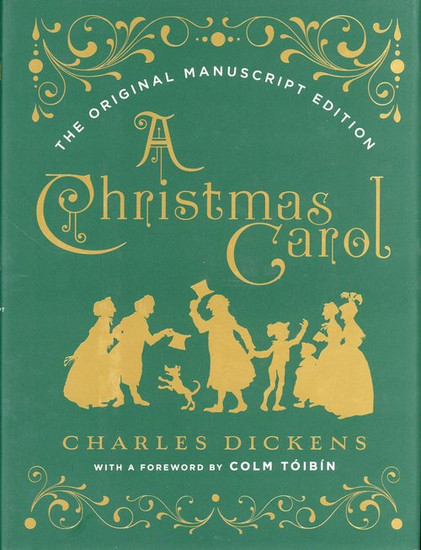 THE ORIGINAL MANUSCRIPT EDITION
A
Christmas
Carol
CHARLES DICKENS
WITH A FOREWORD BY COLM TÓIBÍN